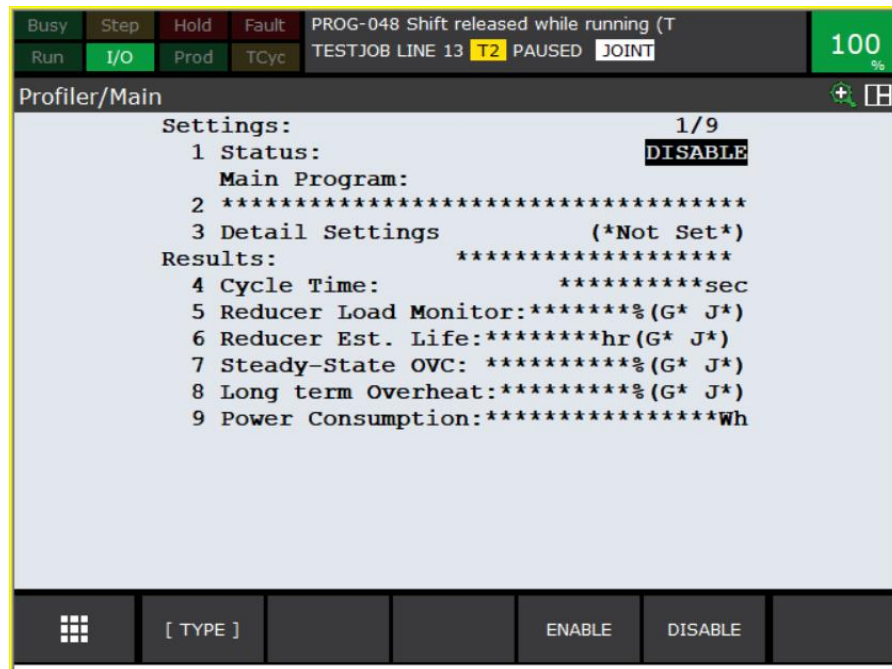 Busy Step Hold Fault PROG-048 Shift released while running (T
Run I/O Prod TCyc TESTJOB LINE 13 T2 PAUSED JOINT 100 %
Profiler/Main
Settings: 1/9
1 Status: DISABLE
Main Program:
2 ************************************
3 Detail Settings (*Not Set*)
Results: *******************
4 Cycle Time: **********sec
5 Reducer Load Monitor:*******%(G* J*)
6 Reducer Est. Life:********hr(G* J*)
7 Steady-State OVC: **********%(G* J*)
8 Long term Overheat:*********%(G* J*)
9 Power Consumption:****************Wh
[ TYPE ] ENABLE DISABLE